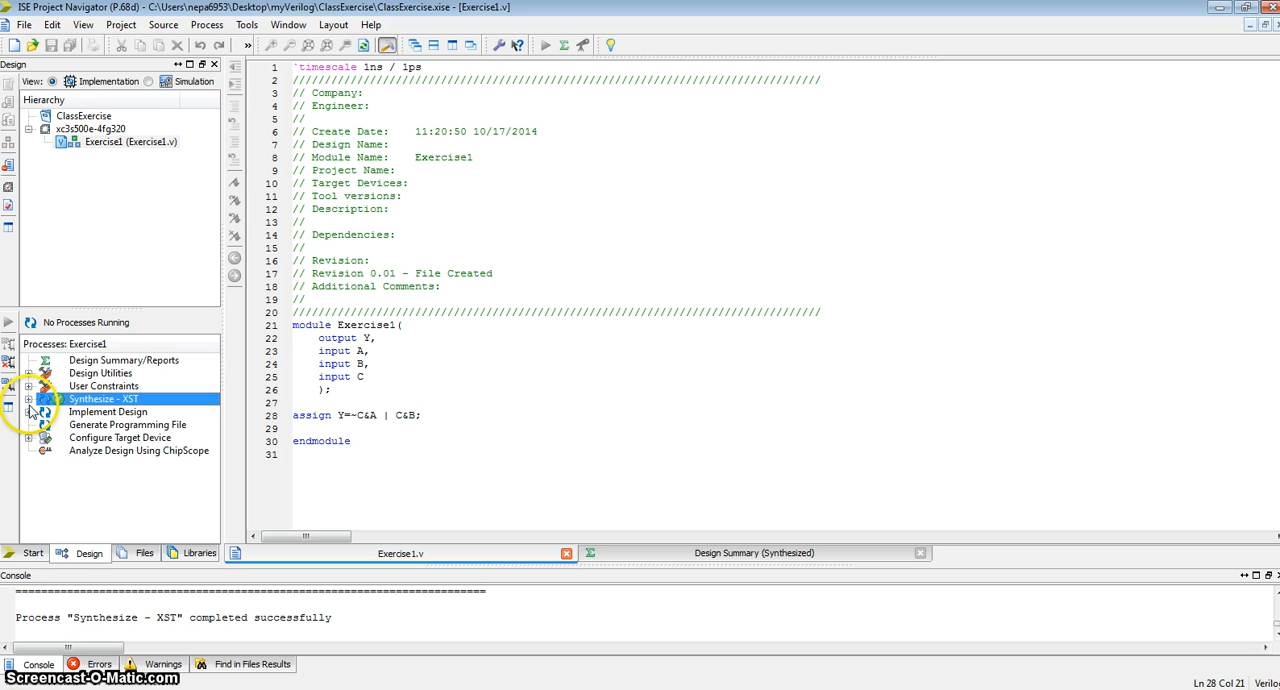 ISE Project Navigator (P.68d) - C:\Users\nepa6953\Desktop\myVerilog\ClassExercise\ClassExercise.xise - [Exercise1.v]
File Edit View Project Source Process Tools Window Layout Help
Design
View: Implementation Simulation
Hierarchy
ClassExercise
xc3s500e-4fg320
Exercise1 (Exercise1.v)
No Processes Running
Processes: Exercise1
Design Summary/Reports
Design Utilities
User Constraints
Synthesize - XST
Implement Design
Generate Programming File
Configure Target Device
Analyze Design Using ChipScope
Start Design Files Libraries
1 `timescale 1ns / 1ps
2 //////////////////////////////////////////////////////////////////////////////////
3 // Company:
4 // Engineer:
5 //
6 // Create Date: 11:20:50 10/17/2014
7 // Design Name:
8 // Module Name: Exercise1
9 // Project Name:
10 // Target Devices:
11 // Tool versions:
12 // Description:
13 //
14 // Dependencies:
15 //
16 // Revision:
17 // Revision 0.01 - File Created
18 // Additional Comments:
19 //
20 //////////////////////////////////////////////////////////////////////////////////
21 module Exercise1(
22 output Y,
23 input A,
24 input B,
25 input C
26 );
27
28 assign Y=~C&A | C&B;
29
30 endmodule
31
Exercise1.v Design Summary (Synthesized)
Console
=========================================================================
Process "Synthesize - XST" completed successfully
Console Errors Warnings Find in Files Results
Screencast-O-Matic.com
Ln 28 Col 21 Verilo